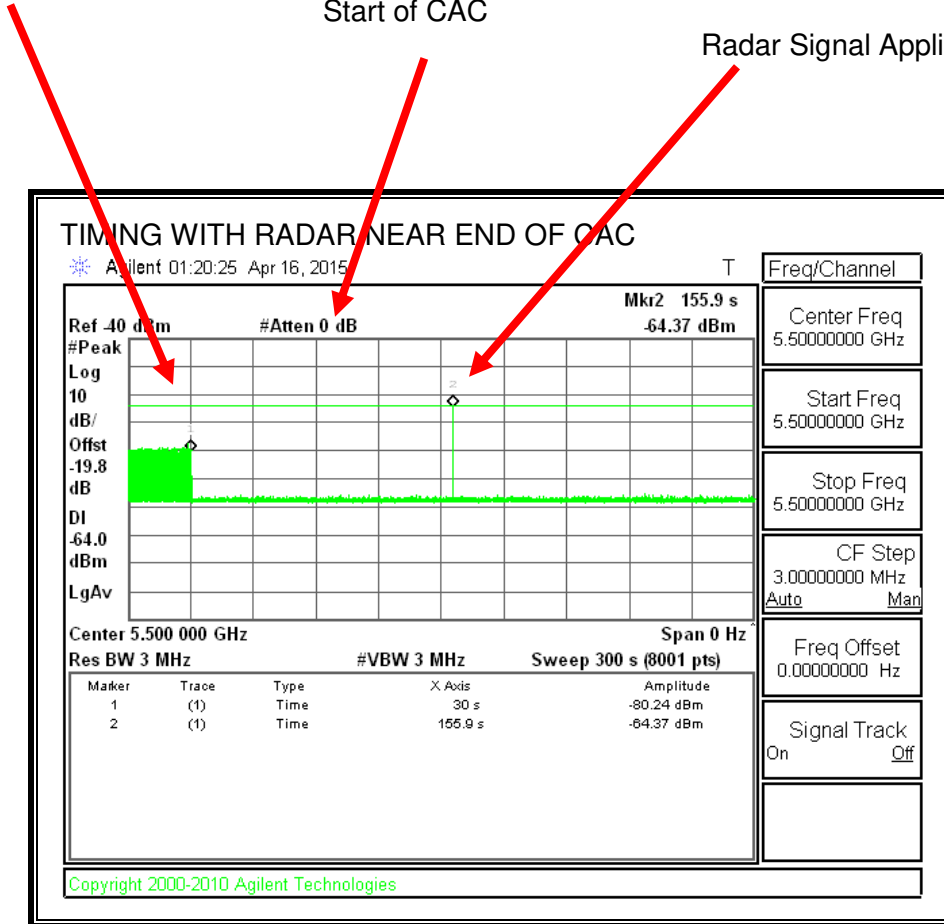 Start of CAC
Radar Signal Appli
TIMING WITH RADAR NEAR END OF CAC
Agilent 01:20:25 Apr 16, 2015
T
Freq/Channel
Mkr2 155.9 s
Ref -40 dBm
#Atten 0 dB
-64.37 dBm
#Peak
Log
10
dB/
Offst
-19.8
dB
DI
-64.0
dBm
LgAv
1
2
Center 5.500 000 GHz
Span 0 Hz
Res BW 3 MHz
#VBW 3 MHz
Sweep 300 s (8001 pts)
Marker Trace Type X Axis Amplitude
1 (1) Time 30 s -80.24 dBm
2 (1) Time 155.9 s -64.37 dBm
Center Freq
5.50000000 GHz
Start Freq
5.50000000 GHz
Stop Freq
5.50000000 GHz
CF Step
3.00000000 MHz
Auto Man
Freq Offset
0.00000000 Hz
Signal Track
On Off
Copyright 2000-2010 Agilent Technologies